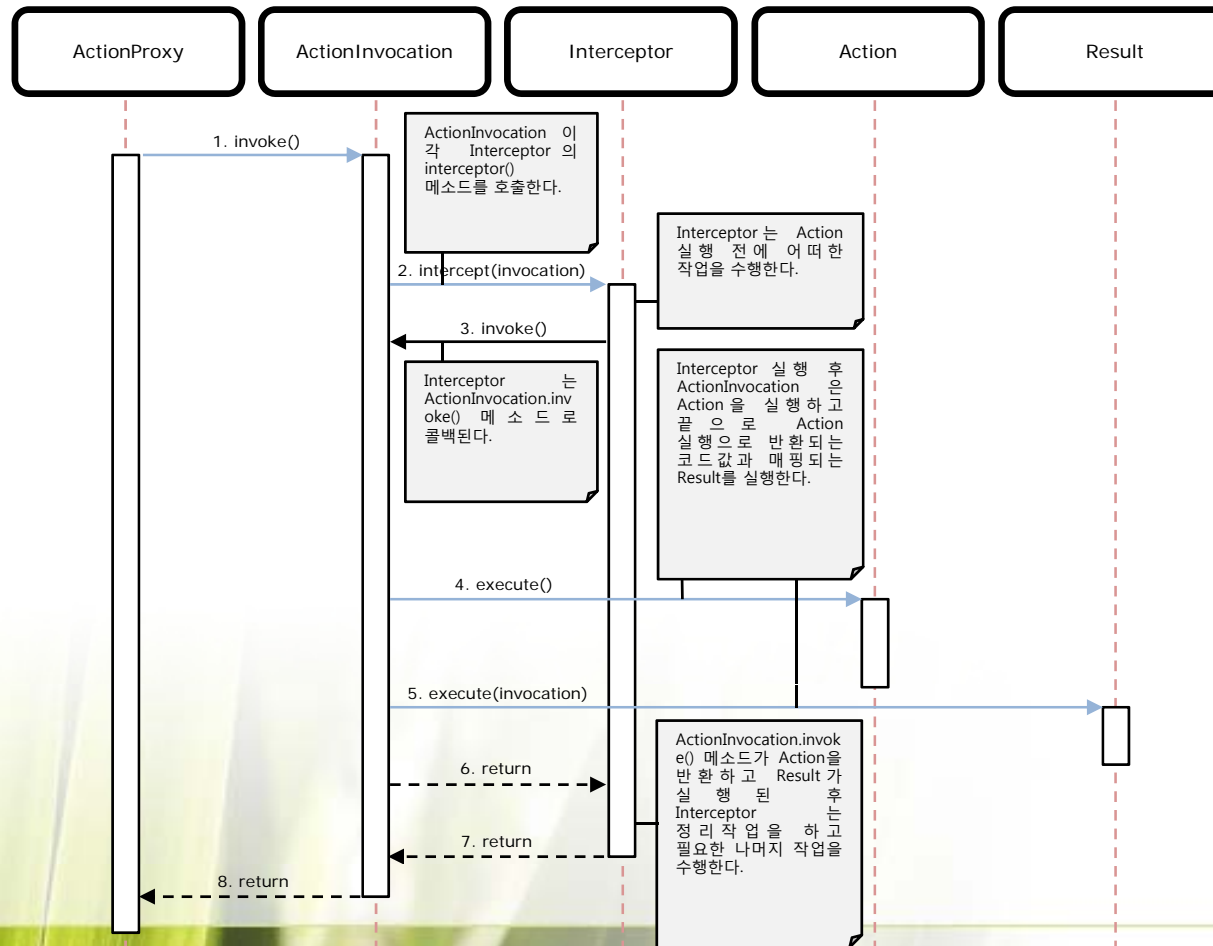 ActionProxy
ActionInvocation
Interceptor
Action
Result
1. invoke()
ActionInvocation 이
각 Interceptor 의
interceptor()
메소드를 호출한다.
Interceptor 는 Action
실행 전에 어떠한
작업을 수행한다.
2. intercept(invocation)
3. invoke()
Interceptor 는
ActionInvocation.inv
oke() 메소드로
콜백된다.
Interceptor 실행 후
ActionInvocation 은
Action 을 실행하고
끝으로 Action
실행으로 반환되는
코드값과 매핑되는
Result를 실행한다.
4. execute()
5. execute(invocation)
ActionInvocation.invok
e() 메소드가 Action을
반환하고 Result 가
실행된 후
Interceptor 는
정리작업을 하고
필요한 나머지 작업을
수행한다.
6. return
7. return
8. return